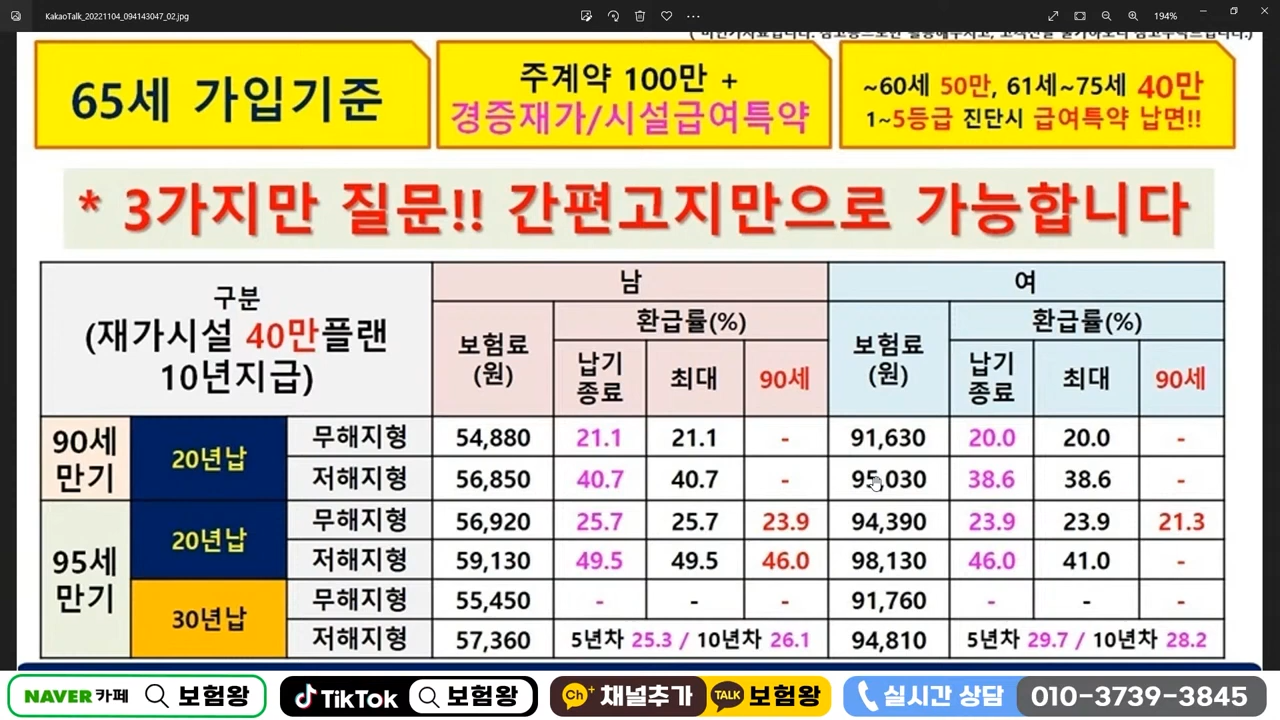 KakaoTalk_20221104_094143047_02.jpg
194%
65세 가입기준
주계약 100만 +
경증재가/시설급여특약
~60세 50만, 61세~75세 40만
1~5등급 진단시 급여특약 납면!!
* 3가지만 질문!! 간편고지만으로 가능합니다
구분
(재가시설 40만플랜
10년지급)
남
여
보험료
(원)
환급률(%)
보험료
(원)
환급률(%)
납기
종료
최대
90세
납기
종료
최대
90세
90세
만기
20년납
무해지형 54,880 21.1 21.1 - 91,630 20.0 20.0 -
저해지형 56,850 40.7 40.7 - 95,030 38.6 38.6 -
95세
만기
20년납
무해지형 56,920 25.7 25.7 23.9 94,390 23.9 23.9 21.3
저해지형 59,130 49.5 49.5 46.0 98,130 46.0 41.0 -
30년납
무해지형 55,450 - - - 91,760 - - -
저해지형 57,360 5년차 25.3 / 10년차 26.1 94,810 5년차 29.7 / 10년차 28.2
NAVER 카페 보험왕
TikTok 보험왕
Ch+ 채널추가 TALK 보험왕
실시간 상담 010-3739-3845